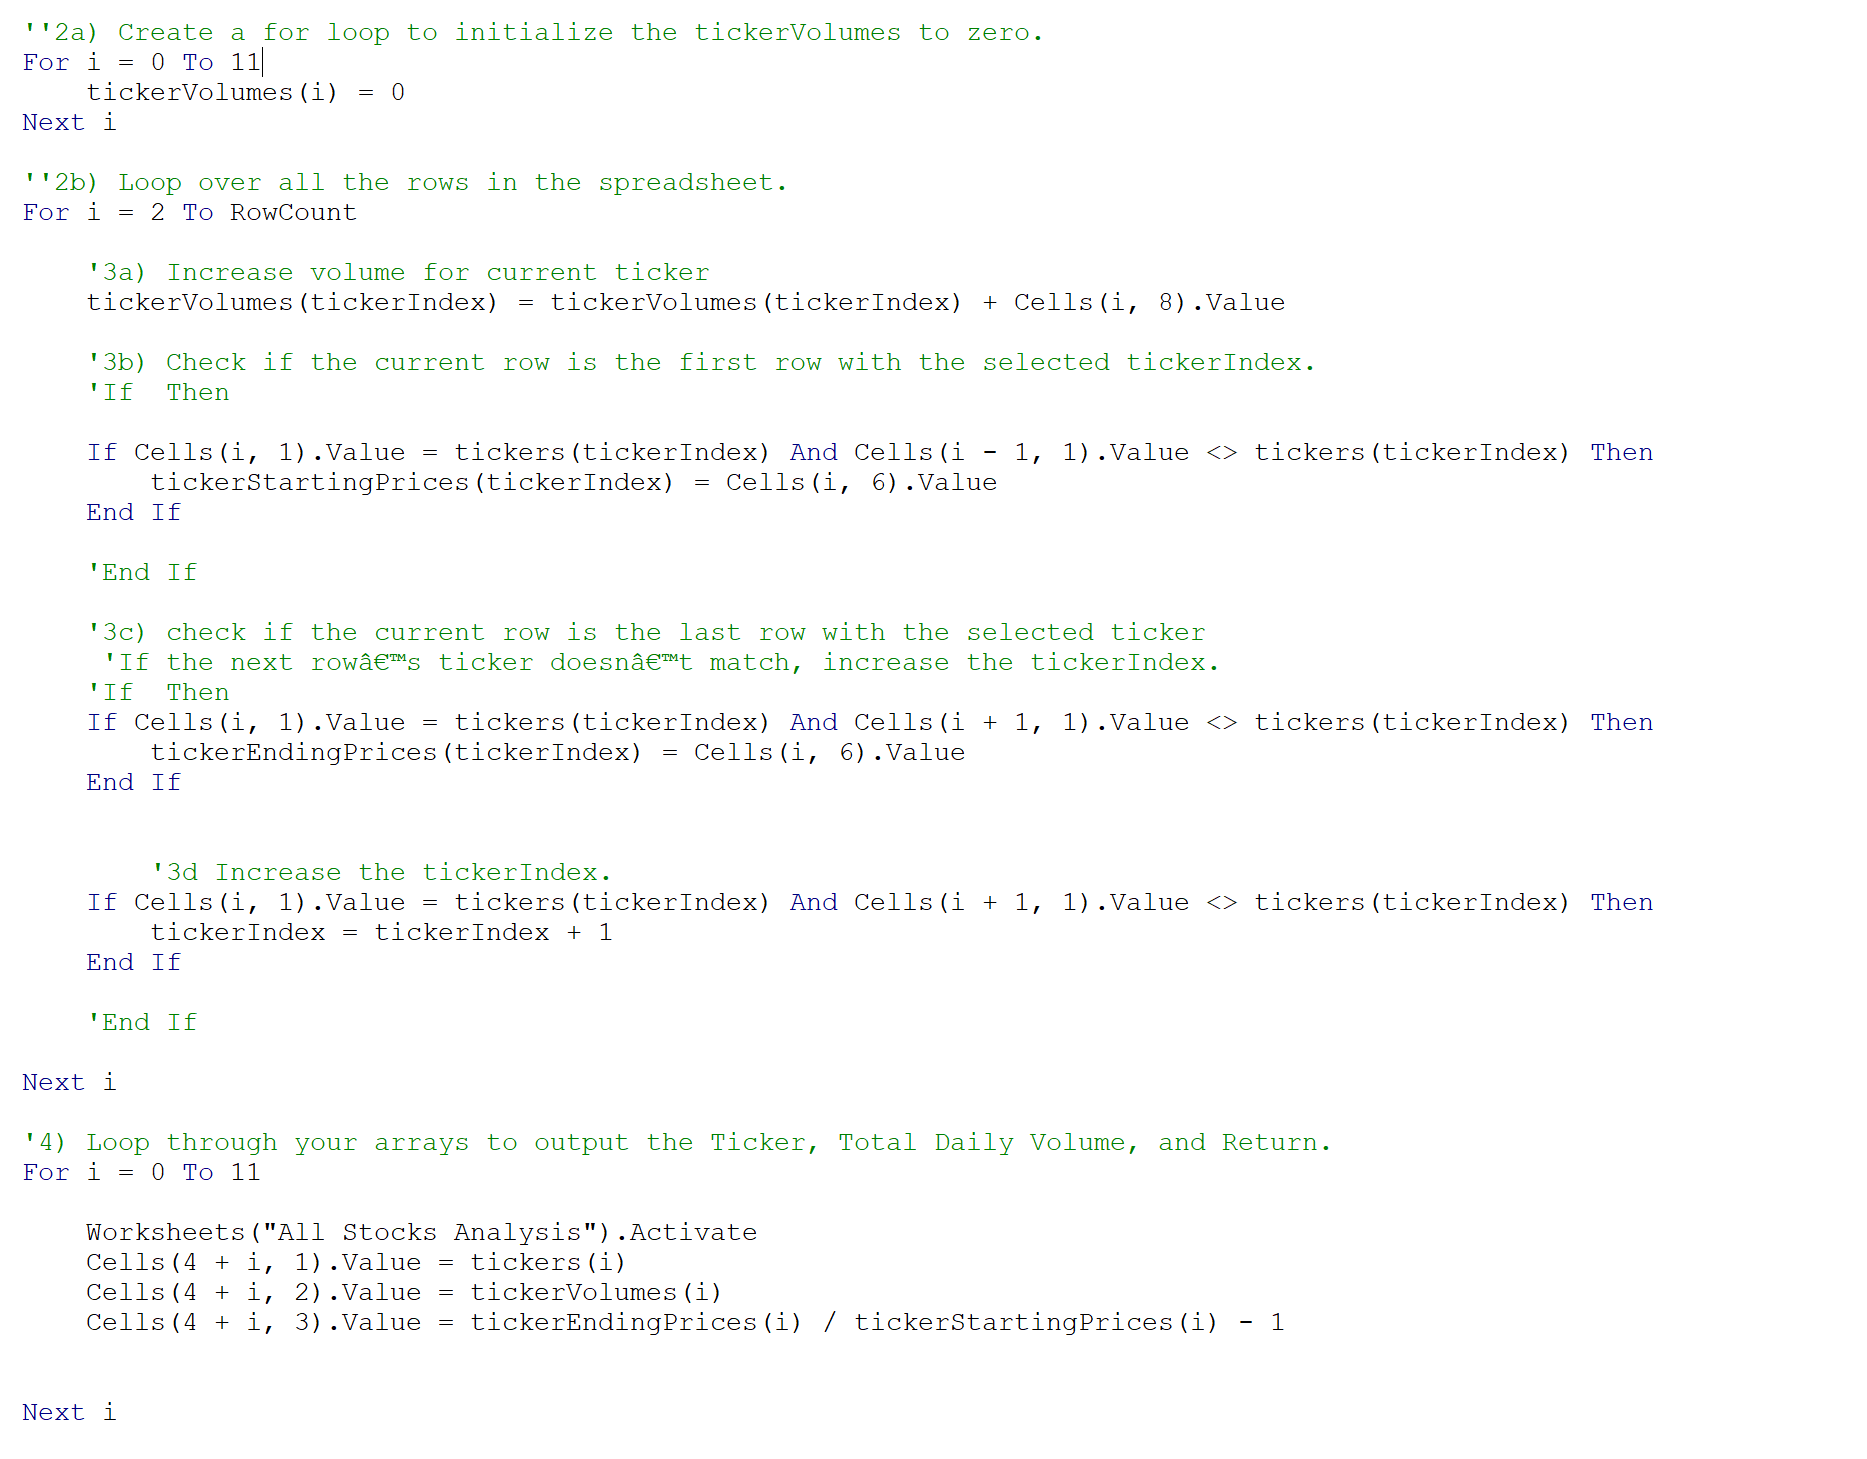 ''2a) Create a for loop to initialize the tickerVolumes to zero.
For i = 0 To 11
    tickerVolumes(i) = 0
Next i

''2b) Loop over all the rows in the spreadsheet.
For i = 2 To RowCount

    '3a) Increase volume for current ticker
    tickerVolumes(tickerIndex) = tickerVolumes(tickerIndex) + Cells(i, 8).Value

    '3b) Check if the current row is the first row with the selected tickerIndex.
    'If  Then

    If Cells(i, 1).Value = tickers(tickerIndex) And Cells(i - 1, 1).Value <> tickers(tickerIndex) Then
        tickerStartingPrices(tickerIndex) = Cells(i, 6).Value
    End If

    'End If

    '3c) check if the current row is the last row with the selected ticker
     'If the next rowâ€™s ticker doesnâ€™t match, increase the tickerIndex.
    'If  Then
    If Cells(i, 1).Value = tickers(tickerIndex) And Cells(i + 1, 1).Value <> tickers(tickerIndex) Then
        tickerEndingPrices(tickerIndex) = Cells(i, 6).Value
    End If


        '3d Increase the tickerIndex.
    If Cells(i, 1).Value = tickers(tickerIndex) And Cells(i + 1, 1).Value <> tickers(tickerIndex) Then
        tickerIndex = tickerIndex + 1
    End If

    'End If

Next i

'4) Loop through your arrays to output the Ticker, Total Daily Volume, and Return.
For i = 0 To 11

    Worksheets("All Stocks Analysis").Activate
    Cells(4 + i, 1).Value = tickers(i)
    Cells(4 + i, 2).Value = tickerVolumes(i)
    Cells(4 + i, 3).Value = tickerEndingPrices(i) / tickerStartingPrices(i) - 1


Next i